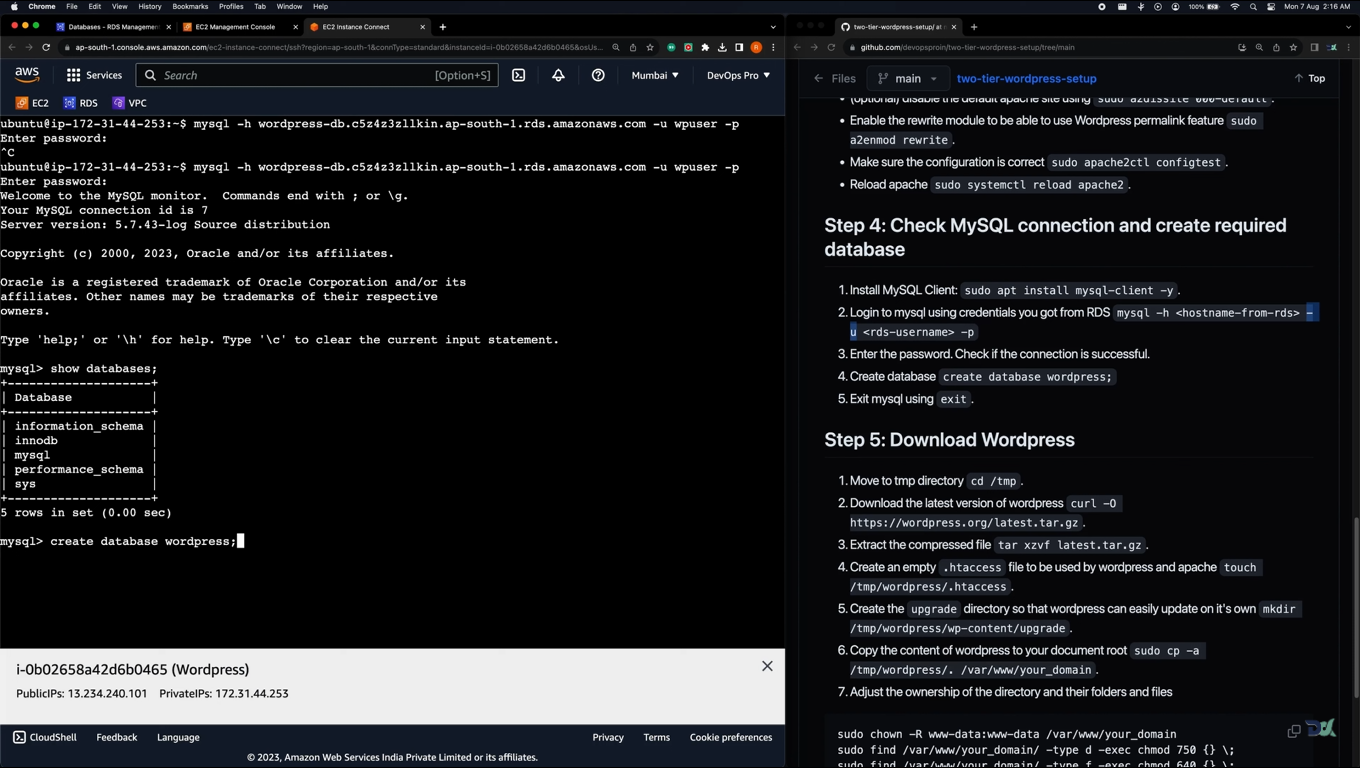 Chrome File Edit View History Bookmarks Profiles Tab Window Help 100% Mon 7 Aug 2:16 AM
Databases - RDS Management EC2 Management Console EC2 Instance Connect
ap-south-1.console.aws.amazon.com/ec2-instance-connect/ssh?region=ap-south-1&connType=standard&instanceId=i-0b02658a42d6b0465&osUs...
aws Services Search [Option+S] Mumbai DevOps Pro
EC2 RDS VPC
ubuntu@ip-172-31-44-253:~$ mysql -h wordpress-db.c5z4z3zllkin.ap-south-1.rds.amazonaws.com -u wpuser -p
Enter password:
^C
ubuntu@ip-172-31-44-253:~$ mysql -h wordpress-db.c5z4z3zllkin.ap-south-1.rds.amazonaws.com -u wpuser -p
Enter password:
Welcome to the MySQL monitor.  Commands end with ; or \g.
Your MySQL connection id is 7
Server version: 5.7.43-log Source distribution
Copyright (c) 2000, 2023, Oracle and/or its affiliates.
Oracle is a registered trademark of Oracle Corporation and/or its
affiliates. Other names may be trademarks of their respective
owners.
Type 'help;' or '\h' for help. Type '\c' to clear the current input statement.
mysql> show databases;
+--------------------+
| Database           |
+--------------------+
| information_schema |
| innodb             |
| mysql              |
| performance_schema |
| sys                |
+--------------------+
5 rows in set (0.00 sec)
mysql> create database wordpress;
i-0b02658a42d6b0465 (Wordpress)
PublicIPs: 13.234.240.101 PrivateIPs: 172.31.44.253
CloudShell Feedback Language Privacy Terms Cookie preferences
© 2023, Amazon Web Services India Private Limited or its affiliates.
two-tier-wordpress-setup/ at
github.com/devopsproin/two-tier-wordpress-setup/tree/main
Files main two-tier-wordpress-setup Top
• (optional) disable the default apache site using sudo a2dissite 000-default.
• Enable the rewrite module to be able to use Wordpress permalink feature sudo
a2enmod rewrite.
• Make sure the configuration is correct sudo apache2ctl configtest.
• Reload apache sudo systemctl reload apache2.
Step 4: Check MySQL connection and create required
database
1. Install MySQL Client: sudo apt install mysql-client -y.
2. Login to mysql using credentials you got from RDS mysql -h <hostname-from-rds> -
u <rds-username> -p
3. Enter the password. Check if the connection is successful.
4. Create database create database wordpress;
5. Exit mysql using exit.
Step 5: Download Wordpress
1. Move to tmp directory cd /tmp.
2. Download the latest version of wordpress curl -O
https://wordpress.org/latest.tar.gz.
3. Extract the compressed file tar xzvf latest.tar.gz.
4. Create an empty .htaccess file to be used by wordpress and apache touch
/tmp/wordpress/.htaccess.
5. Create the upgrade directory so that wordpress can easily update on it's own mkdir
/tmp/wordpress/wp-content/upgrade.
6. Copy the content of wordpress to your document root sudo cp -a
/tmp/wordpress/. /var/www/your_domain.
7. Adjust the ownership of the directory and their folders and files
sudo chown -R www-data:www-data /var/www/your_domain
sudo find /var/www/your_domain/ -type d -exec chmod 750 {} \;
sudo find /var/www/your_domain/ -type f -exec chmod 640 {} \;